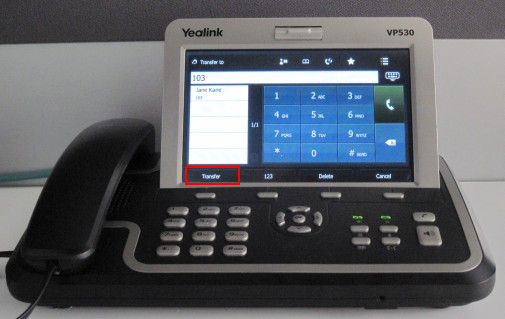 Yealink VP530
Transfer to
103
Jane Kane
103
1/1
1 2 ABC 3 DEF
4 GHI 5 JKL 6 MNO
7 PQRS 8 TUV 9 WXYZ
* 0 # SEND
Transfer 123 Delete Cancel